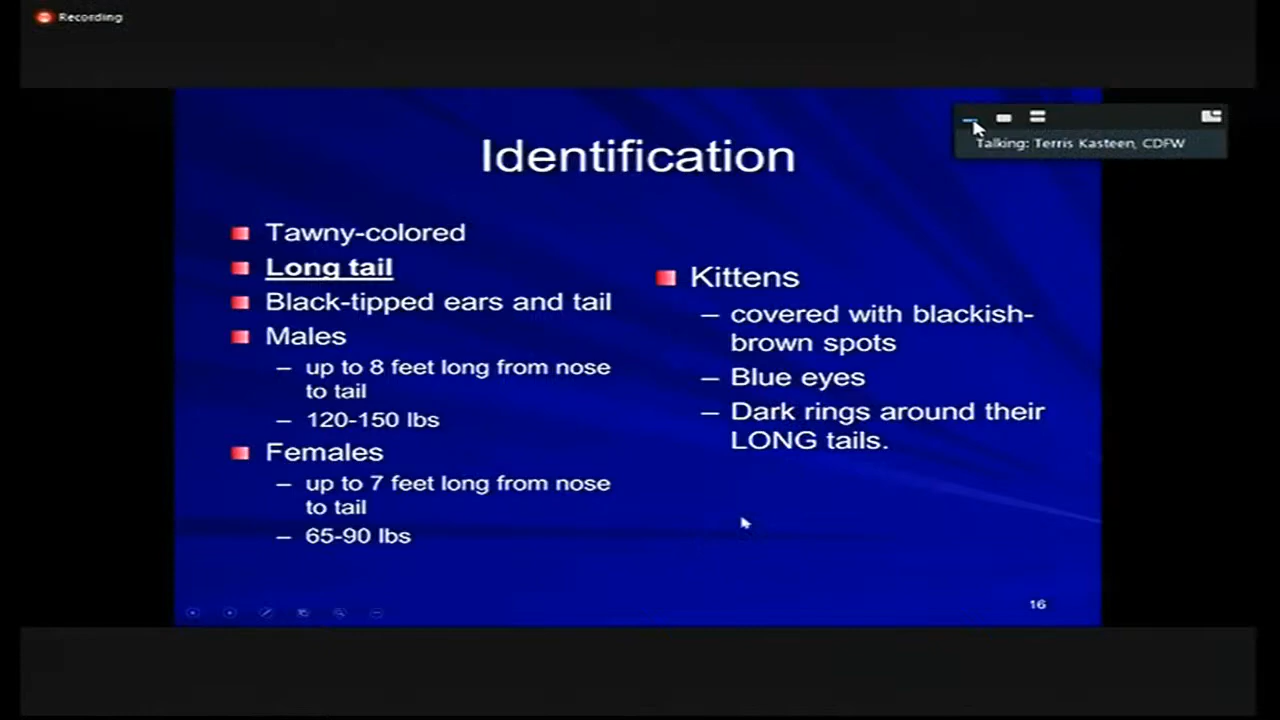 Recording
Talking: Terris Kasteen, CDFW
Identification
Tawny-colored
Long tail
Black-tipped ears and tail
Males
– up to 8 feet long from nose
to tail
– 120-150 lbs
Females
– up to 7 feet long from nose
to tail
– 65-90 lbs
Kittens
– covered with blackish-
brown spots
– Blue eyes
– Dark rings around their
LONG tails.
16